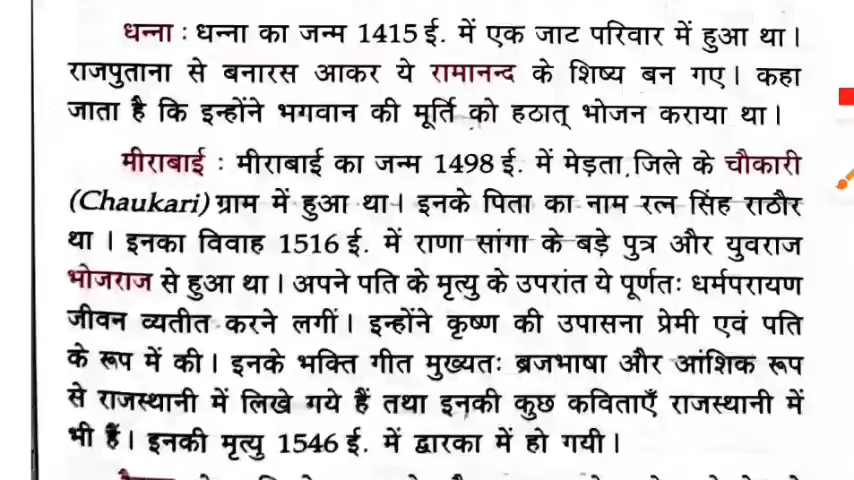 धन्ना : धन्ना का जन्म 1415 ई. में एक जाट परिवार में हुआ था।
राजपुताना से बनारस आकर ये रामानन्द के शिष्य बन गए। कहा
जाता है कि इन्होंने भगवान की मूर्ति को हठात् भोजन कराया था।
मीराबाई : मीराबाई का जन्म 1498 ई. में मेड़ता जिले के चौकारी
(Chaukari) ग्राम में हुआ था। इनके पिता का नाम रत्न सिंह राठौर
था । इनका विवाह 1516 ई. में राणा सांगा के बड़े पुत्र और युवराज
भोजराज से हुआ था। अपने पति के मृत्यु के उपरांत ये पूर्णतः धर्मपरायण
जीवन व्यतीत करने लगीं। इन्होंने कृष्ण की उपासना प्रेमी एवं पति
के रूप में की। इनके भक्ति गीत मुख्यतः ब्रजभाषा और आंशिक रूप
से राजस्थानी में लिखे गये हैं तथा इनकी कुछ कविताएँ राजस्थानी में
भी हैं। इनकी मृत्यु 1546 ई. में द्वारका में हो गयी।